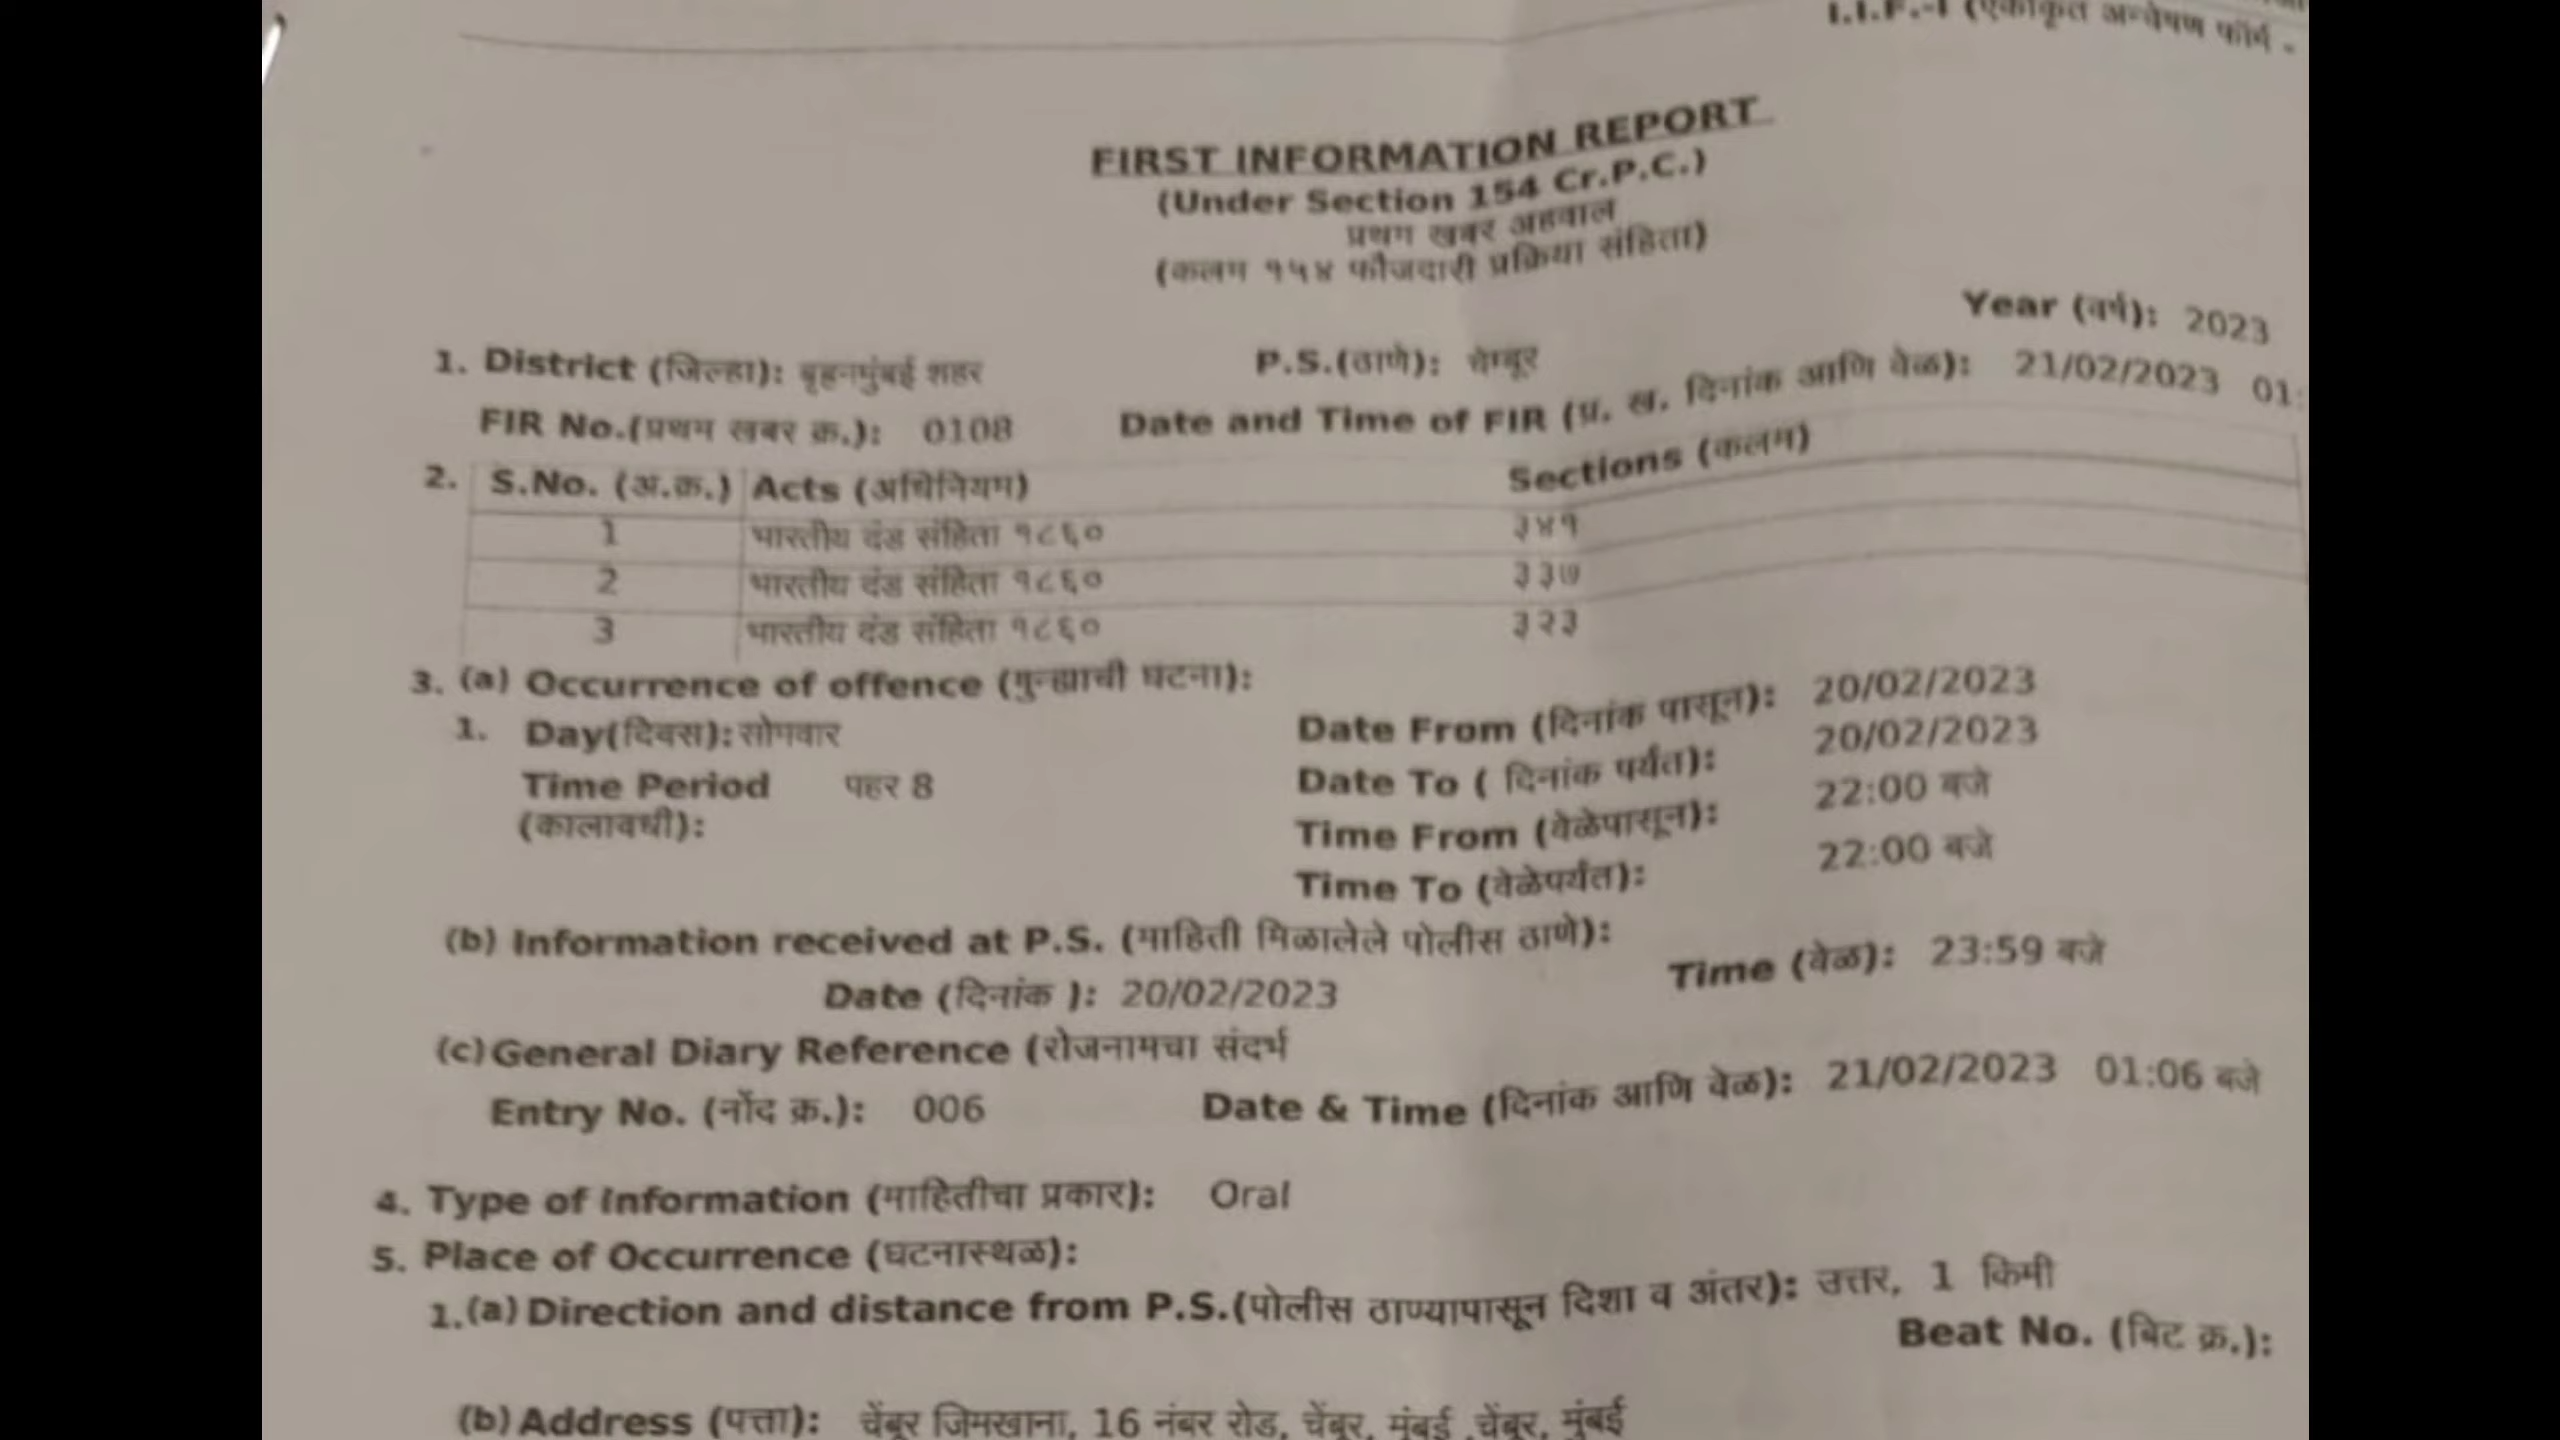 I.I.F.-I (एकीकृत अन्वेषण फॉर्म -
FIRST INFORMATION REPORT
(Under Section 154 Cr.P.C.)
प्रथम खबर अहवाल
(कलम १५४ फौजदारी प्रक्रिया संहिता)
Year (वर्ष): 2023
1. District (जिल्हा): बृहनमुंबई शहर P.S.(ठाणे): चेम्बूर
FIR No.(प्रथम खबर क्र.): 0108 Date and Time of FIR (प्र. ख. दिनांक आणि वेळ): 21/02/2023 01:
2. S.No. (अ.क्र.) Acts (अधिनियम) Sections (कलम)
1 भारतीय दंड संहिता १८६० ३४१
2 भारतीय दंड संहिता १८६० ३३७
3 भारतीय दंड संहिता १८६० ३२३
3. (a) Occurrence of offence (गुन्ह्याची घटना):
1. Day(दिवस): सोमवार Date From (दिनांक पासून): 20/02/2023
Date To ( दिनांक पर्यंत): 20/02/2023
Time Period पहर 8 Time From (वेळेपासून): 22:00 बजे
(कालावधी): Time To (वेळेपर्यंत): 22:00 बजे
(b) Information received at P.S. (माहिती मिळालेले पोलीस ठाणे):
Date (दिनांक ): 20/02/2023 Time (वेळ): 23:59 बजे
(c) General Diary Reference (रोजनामचा संदर्भ
Entry No. (नोंद क्र.): 006 Date & Time (दिनांक आणि वेळ): 21/02/2023 01:06 बजे
4. Type of Information (माहितीचा प्रकार): Oral
5. Place of Occurrence (घटनास्थळ):
1.(a) Direction and distance from P.S.(पोलीस ठाण्यापासून दिशा व अंतर): उत्तर, 1 किमी
Beat No. (बिट क्र.):
(b) Address (पत्ता): चेंबूर जिमखाना, 16 नंबर रोड, चेंबूर, मुंबई ,चेंबूर, मुंबई